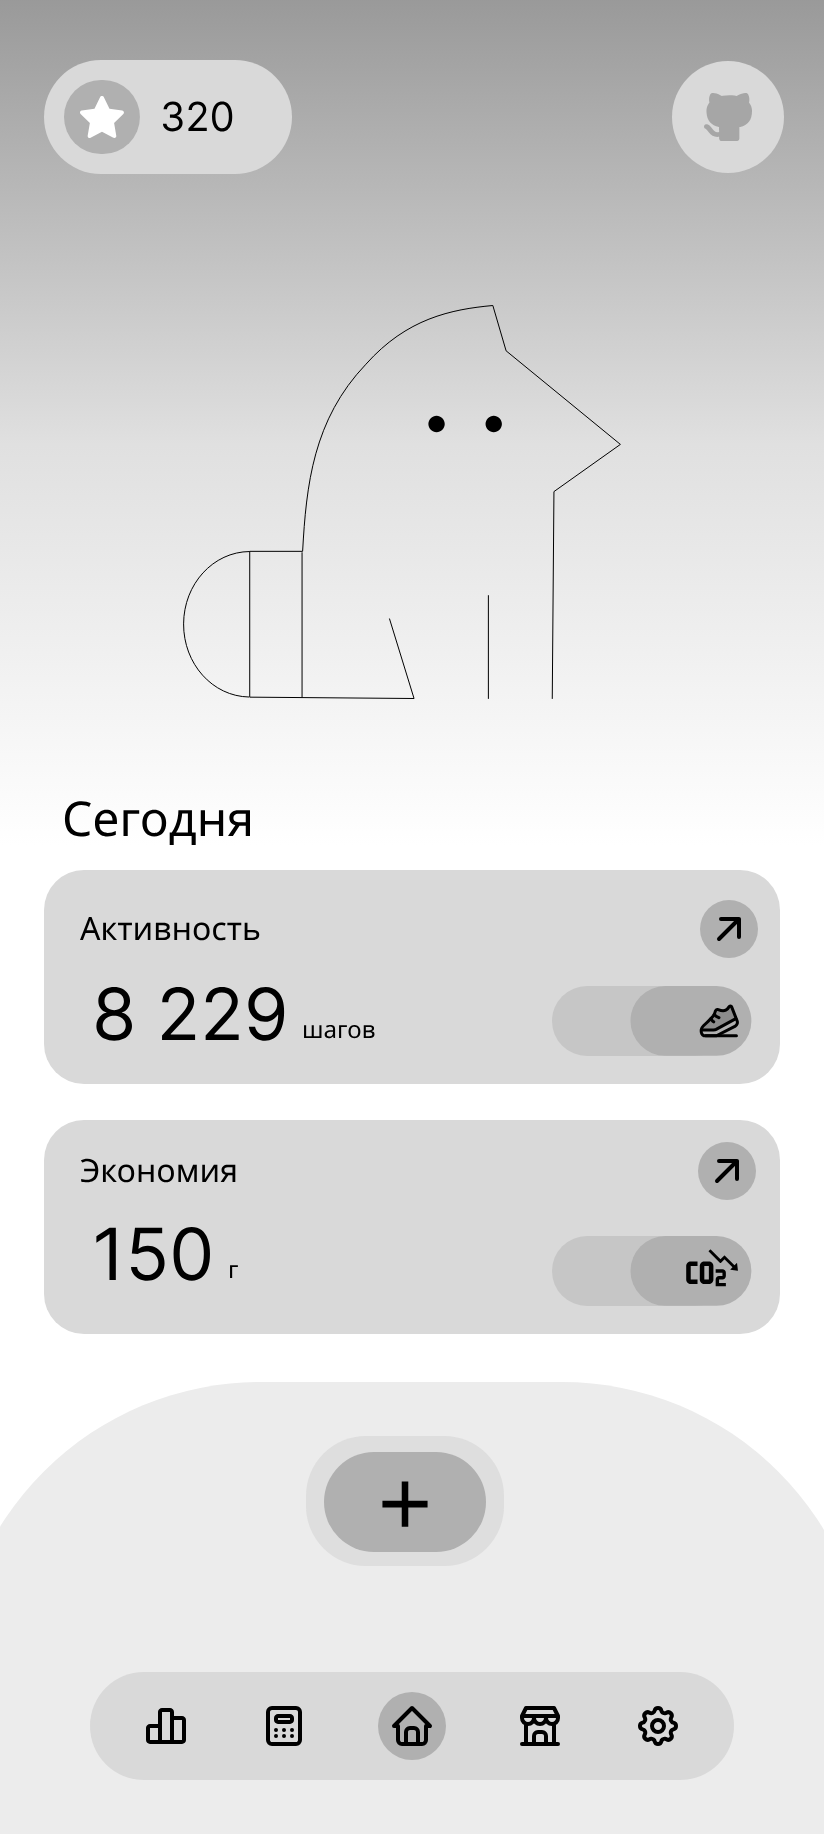 320
Сегодня
Активность
8 229 шагов
Экономия
150 г
CO2